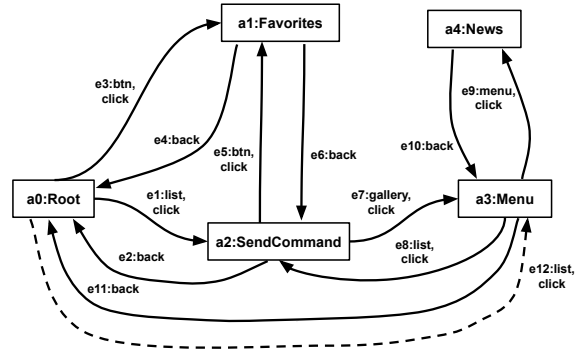 a1:Favorites
a4:News
e3:btn,
click
e9:menu,
click
e4:back
e5:btn,
click
e10:back
e6:back
a0:Root
e1:list,
click
e7:gallery,
click
a3:Menu
a2:SendCommand
e2:back
e8:list,
click
e11:back
e12:list,
click